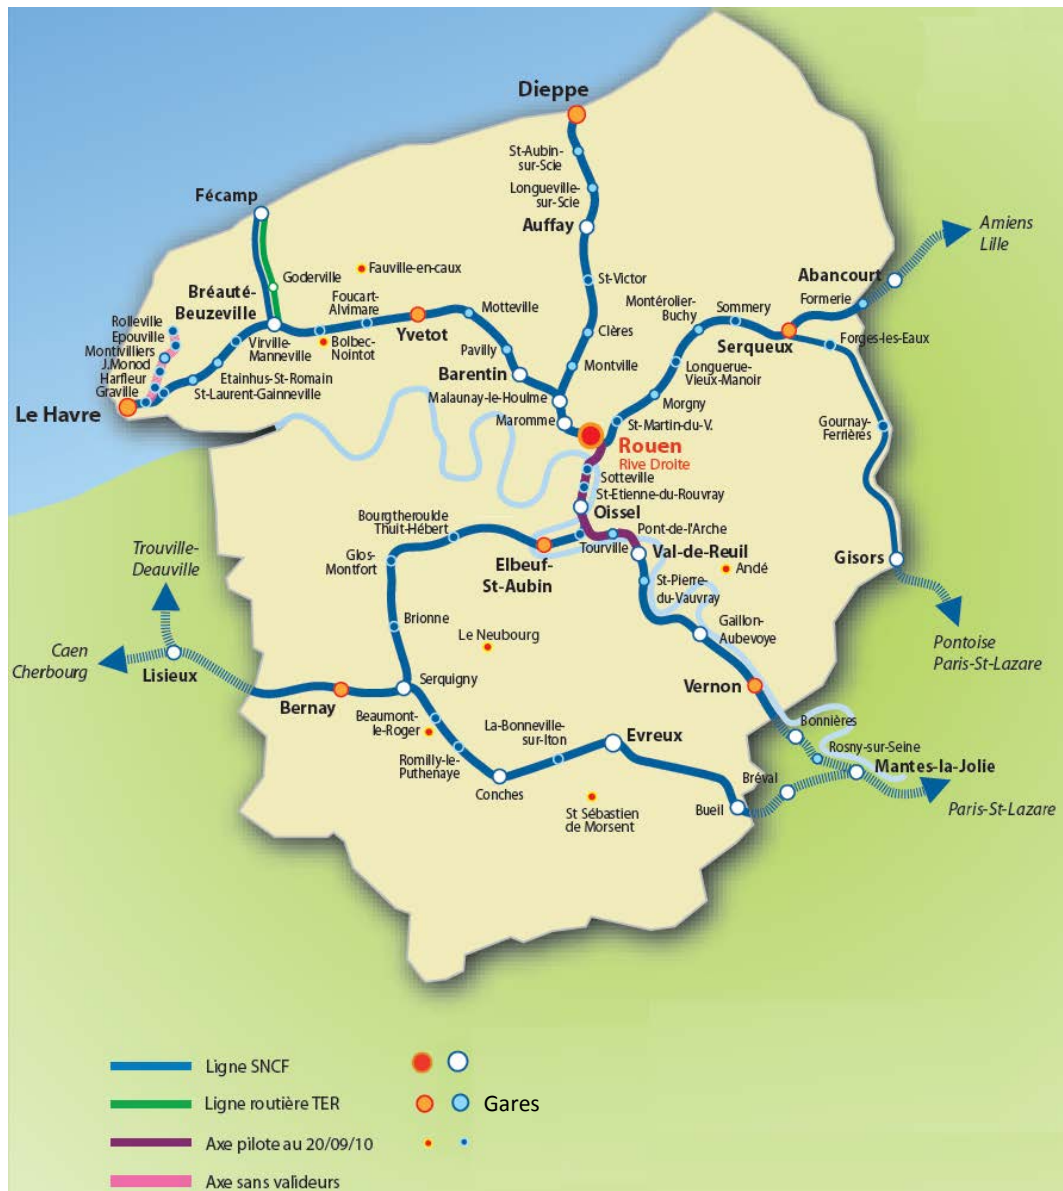 Dieppe
St-Aubin-
sur-Scie
Longueville-
sur-Scie
Fécamp
Auffay
Amiens
Lille
Fauville-en-caux
Goderville
St-Victor
Abancourt
Bréauté-
Beuzeville
Foucart-
Alvimare
Motteville
Montérolier-
Buchy
Sommery
Formerie
Rolleville
Epouville
Montivilliers
J.Monod
Harfleur
Graville
Virville-
Manneville
Bolbec-
Nointot
Yvetot
Clères
Serqueux
Forges-les-Eaux
Pavilly
Barentin
Montville
Longuerue-
Vieux-Manoir
Etainhus-St-Romain
St-Laurent-Gainneville
Le Havre
Malaunay-le-Houlme
Morgny
Maromme
St-Martin-du-V.
Gournay-
Ferrières
Rouen
Rive Droite
Sotteville
St-Etienne-du-Rouvray
Oissel
Bourgtheroulde
Thuit-Hébert
Pont-de-l'Arche
Tourville
Val-de-Reuil
Trouville-
Deauville
Glos-
Montfort
Elbeuf-
St-Aubin
Andé
Gisors
St-Pierre-
du-Vauvray
Brionne
Gaillon-
Aubevoye
Le Neubourg
Pontoise
Paris-St-Lazare
Caen
Cherbourg
Lisieux
Serquigny
Vernon
Bernay
Beaumont-
le-Roger
La-Bonneville-
sur-Iton
Evreux
Bonnières
Romilly-le-
Puthenaye
Rosny-sur-Seine
Mantes-la-Jolie
Bréval
Conches
Bueil
Paris-St-Lazare
St Sébastien
de Morsent
Ligne SNCF
Ligne routière TER
Gares
Axe pilote au 20/09/10
Axe sans valideurs